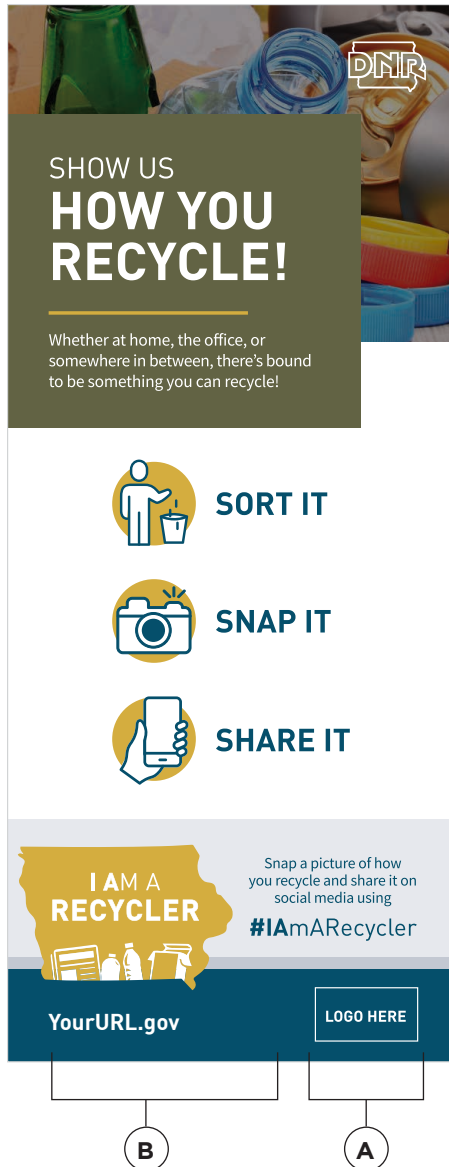 DNR
SHOW US
HOW YOU
RECYCLE!
Whether at home, the office, or
somewhere in between, there’s bound
to be something you can recycle!
SORT IT
SNAP IT
SHARE IT
I AM A
RECYCLER
Snap a picture of how
you recycle and share it on
social media using
#IAmARecycler
YourURL.gov
LOGO HERE
B
A